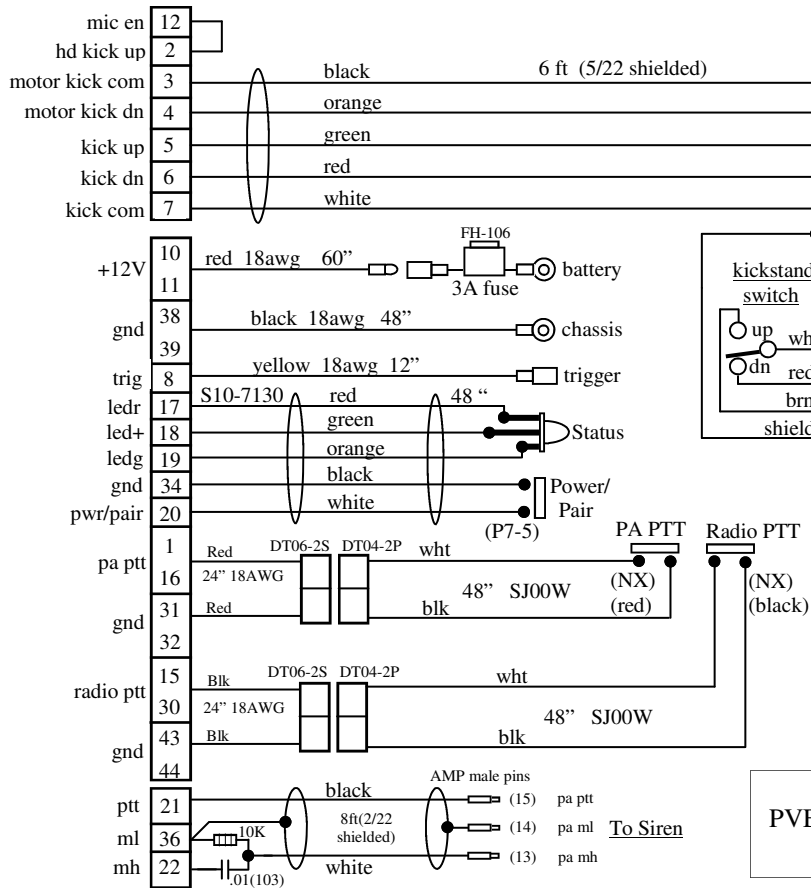 mic en 12
hd kick up 2
motor kick com 3 black 6 ft (5/22 shielded)
motor kick dn 4 orange
kick up 5 green
kick dn 6 red
kick com 7 white
FH-106
+12V 10 11 red 18awg 60” battery
3A fuse
gnd 38 39 black 18awg 48” chassis
trig 8 yellow 18awg 12” trigger
kickstand
switch
up
dn
wh
red
brn
shield
ledr 17 S10-7130 red 48 “
led+ 18 green Status
ledg 19 orange
gnd 34 black Power/
pwr/pair 20 white Pair
(P7-5)
PA PTT Radio PTT
pa ptt 1 16 Red DT06-2S DT04-2P wht
24” 18AWG
48” SJ00W
(NX)
(red)
(NX)
(black)
gnd 31 32 Red blk
radio ptt 15 30 Blk DT06-2S DT04-2P wht
24” 18AWG
48” SJ00W
gnd 43 44 Blk blk
AMP male pins
ptt 21 black (15) pa ptt
ml 36 10K 8ft(2/22 shielded) (14) pa ml To Siren
mh 22 .01(103) white (13) pa mh
PVE